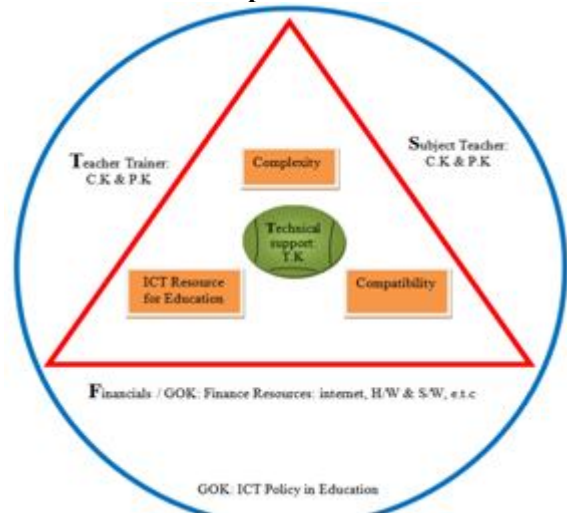 Teacher Trainer:
C.K & P.K
Subject Teacher:
C.K & P.K
Complexity
Technical
support
T.K
ICT Resource
for Education
Compatibility
Financials / GOK: Finance Resources: internet, H/W & S/W, e.t.c
GOK: ICT Policy in Education